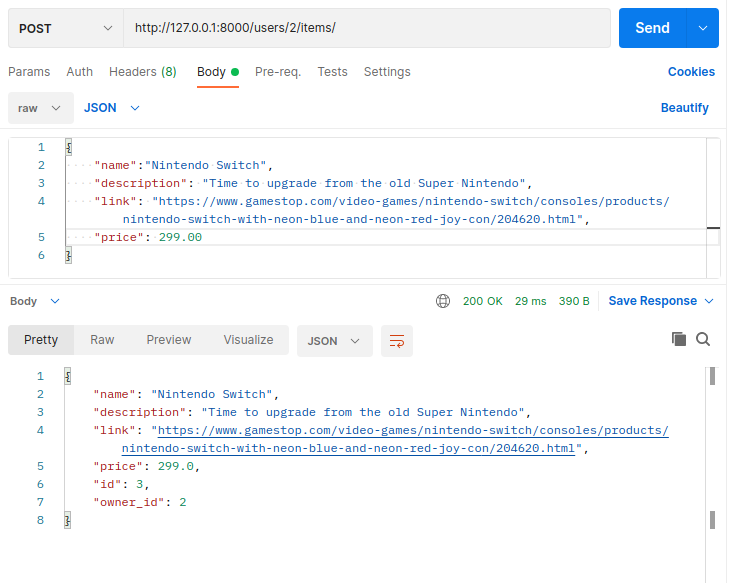 POST http://127.0.0.1:8000/users/2/items/ Send
Params Auth Headers (8) Body Pre-req. Tests Settings Cookies
raw JSON Beautify
1 {
2 "name":"Nintendo Switch",
3 "description": "Time to upgrade from the old Super Nintendo",
4 "link": "https://www.gamestop.com/video-games/nintendo-switch/consoles/products/
nintendo-switch-with-neon-blue-and-neon-red-joy-con/204620.html",
5 "price": 299.00
6 }
Body 200 OK 29 ms 390 B Save Response
Pretty Raw Preview Visualize JSON
1 {
2 "name": "Nintendo Switch",
3 "description": "Time to upgrade from the old Super Nintendo",
4 "link": "https://www.gamestop.com/video-games/nintendo-switch/consoles/products/
nintendo-switch-with-neon-blue-and-neon-red-joy-con/204620.html",
5 "price": 299.0,
6 "id": 3,
7 "owner_id": 2
8 }